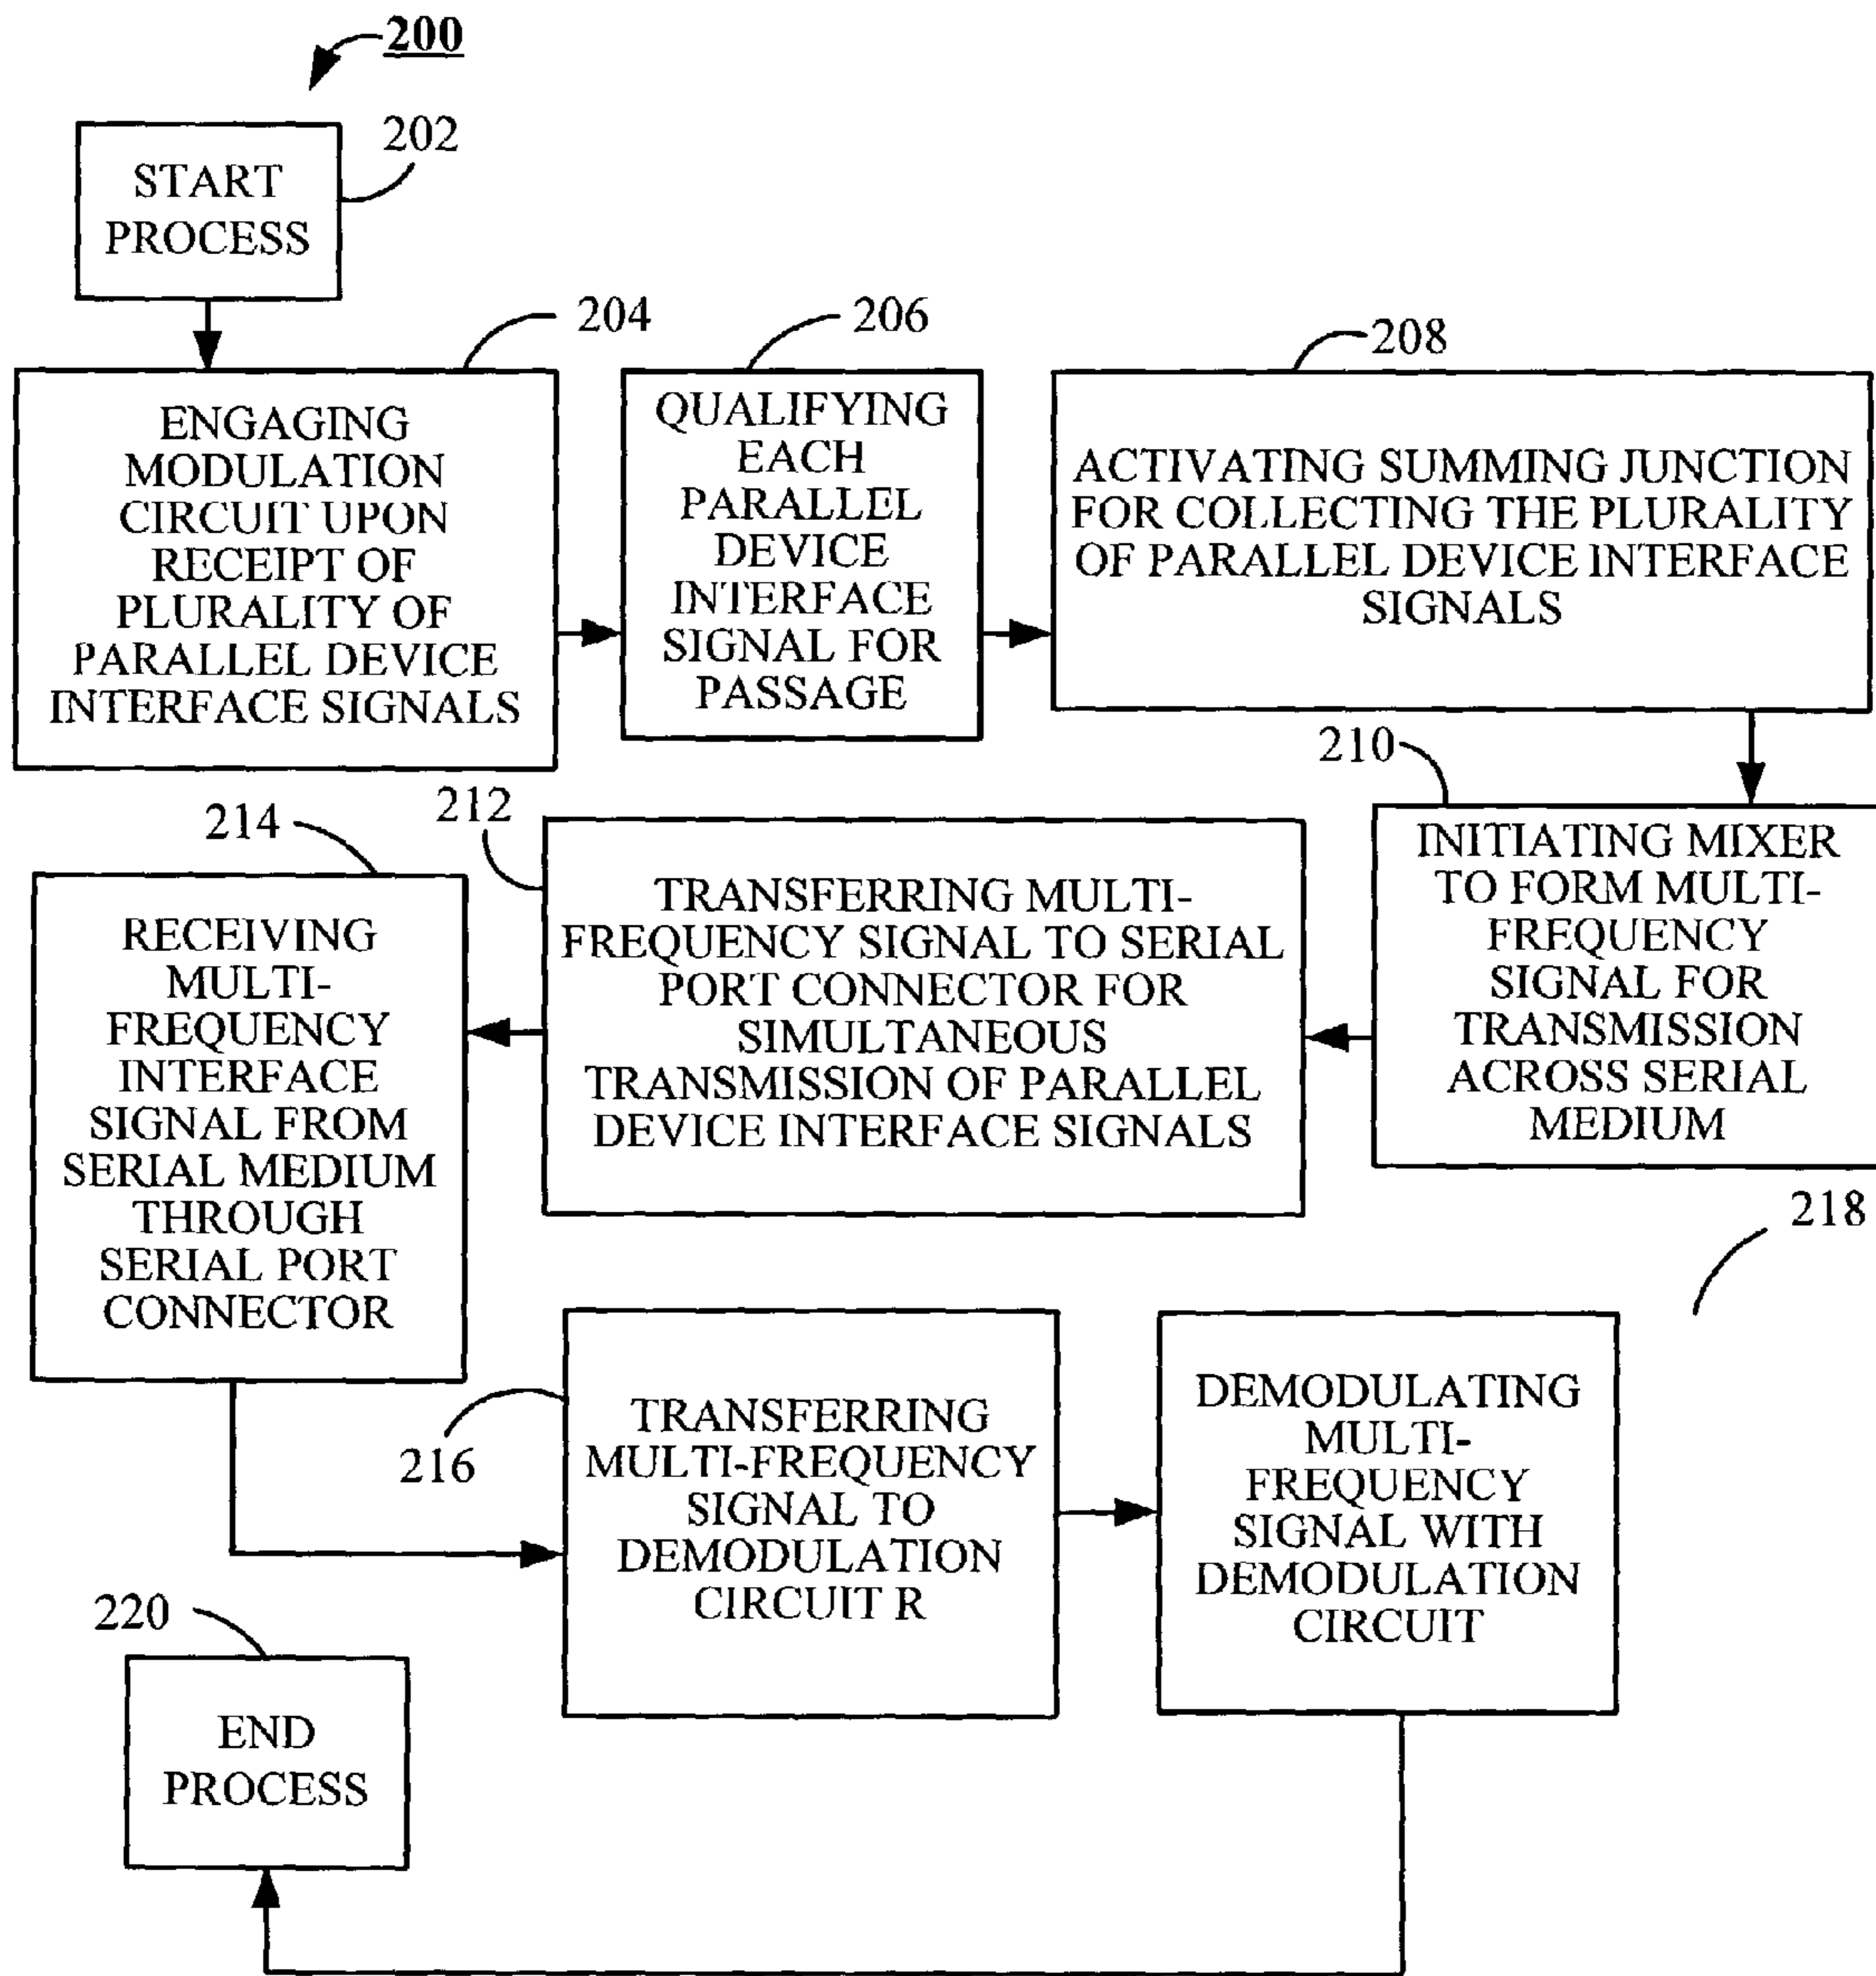 200
202
START
PROCESS
204
ENGAGING
MODULATION
CIRCUIT UPON
RECEIPT OF
PLURALITY OF
PARALLEL DEVICE
INTERFACE SIGNALS
206
QUALIFYING
EACH
PARALLEL
DEVICE
INTERFACE
SIGNAL FOR
PASSAGE
208
ACTIVATING SUMMING JUNCTION
FOR COLLECTING THE PLURALITY
OF PARALLEL DEVICE INTERFACE
SIGNALS
210
INITIATING MIXER
TO FORM MULTI-
FREQUENCY
SIGNAL FOR
TRANSMISSION
ACROSS SERIAL
MEDIUM
212
TRANSFERRING MULTI-
FREQUENCY SIGNAL TO SERIAL
PORT CONNECTOR FOR
SIMULTANEOUS
TRANSMISSION OF PARALLEL
DEVICE INTERFACE SIGNALS
214
RECEIVING
MULTI-
FREQUENCY
INTERFACE
SIGNAL FROM
SERIAL MEDIUM
THROUGH
SERIAL PORT
CONNECTOR
216
TRANSFERRING
MULTI-FREQUENCY
SIGNAL TO
DEMODULATION
CIRCUIT R
218
DEMODULATING
MULTI-
FREQUENCY
SIGNAL WITH
DEMODULATION
CIRCUIT
220
END
PROCESS